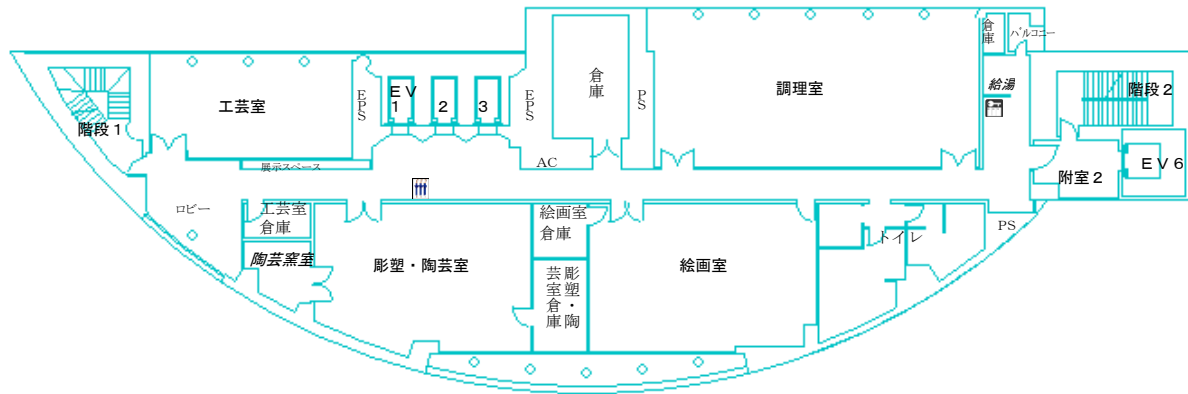 倉庫
バルコニー
工芸室
EPS
EV
1
2
3
EPS
倉庫
PS
調理室
給湯
階段2
階段1
展示スペース
AC
附室2
EV6
ロビー
工芸室
倉庫
絵画室
倉庫
トイレ
PS
陶芸窯室
彫塑・陶芸室
彫塑・陶
芸室倉庫
絵画室